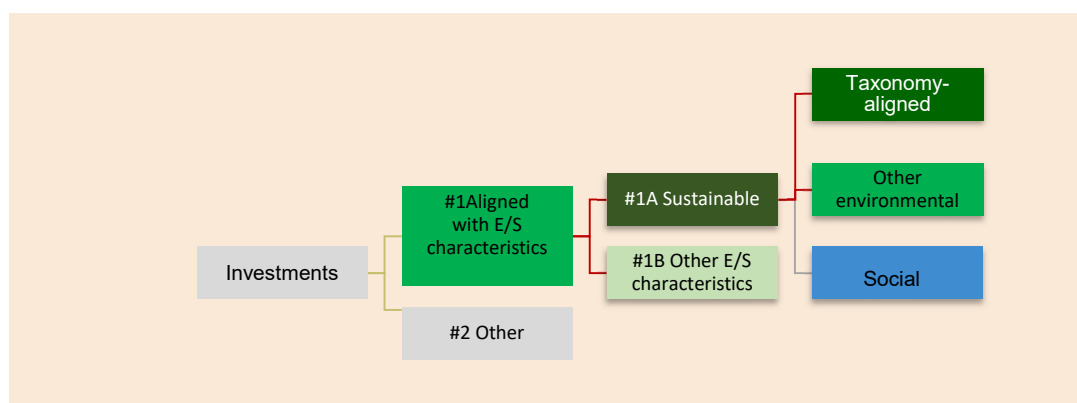 Investments
#1Aligned
with E/S
characteristics
#2 Other
#1A Sustainable
#1B Other E/S
characteristics
Taxonomy-
aligned
Other
environmental
Social